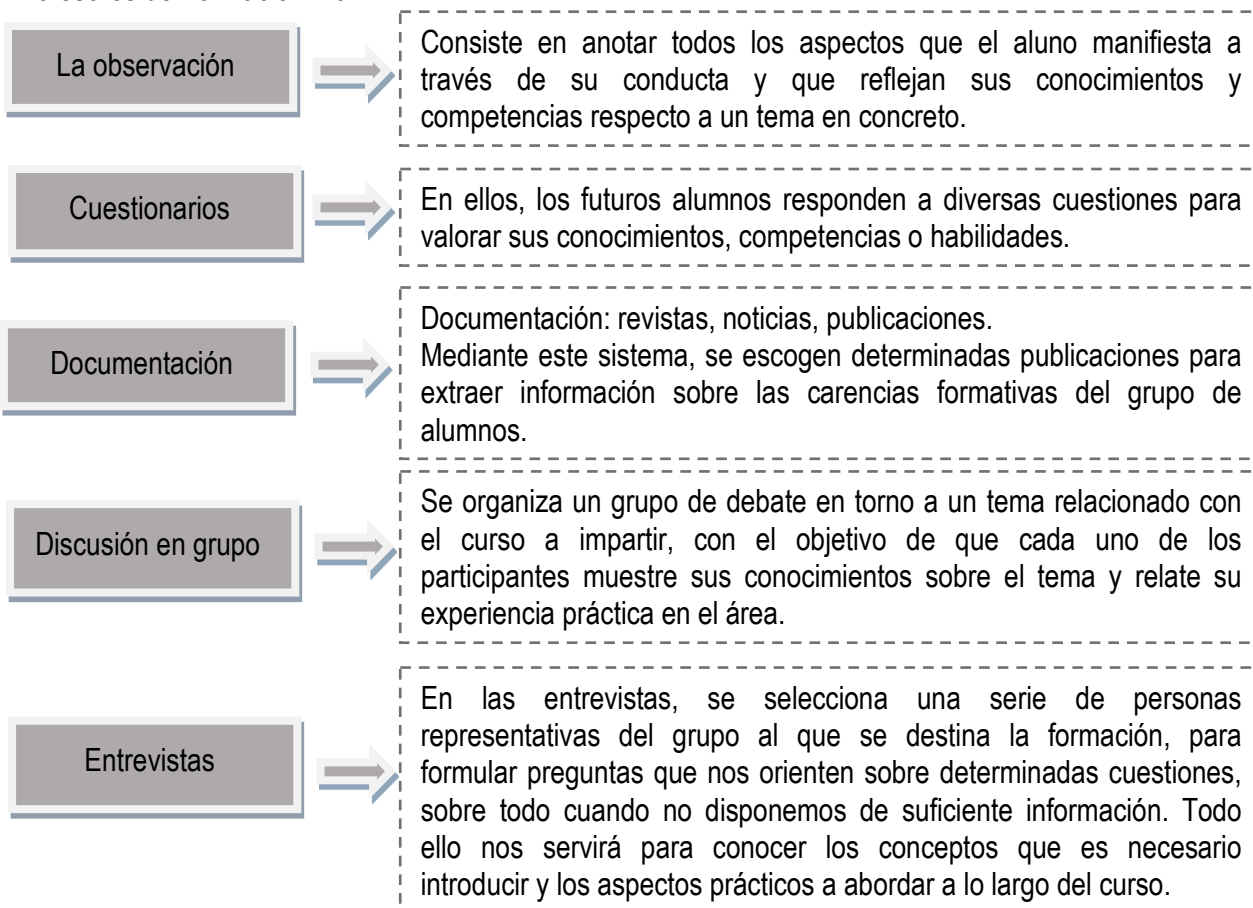 La observación
Consiste en anotar todos los aspectos que el aluno manifiesta a
través de su conducta y que reflejan sus conocimientos y
competencias respecto a un tema en concreto.
Cuestionarios
En ellos, los futuros alumnos responden a diversas cuestiones para
valorar sus conocimientos, competencias o habilidades.
Documentación
Documentación: revistas, noticias, publicaciones.
Mediante este sistema, se escogen determinadas publicaciones para
extraer información sobre las carencias formativas del grupo de
alumnos.
Discusión en grupo
Se organiza un grupo de debate en torno a un tema relacionado con
el curso a impartir, con el objetivo de que cada uno de los
participantes muestre sus conocimientos sobre el tema y relate su
experiencia práctica en el área.
Entrevistas
En las entrevistas, se selecciona una serie de personas
representativas del grupo al que se destina la formación, para
formular preguntas que nos orienten sobre determinadas cuestiones,
sobre todo cuando no disponemos de suficiente información. Todo
ello nos servirá para conocer los conceptos que es necesario
introducir y los aspectos prácticos a abordar a lo largo del curso.